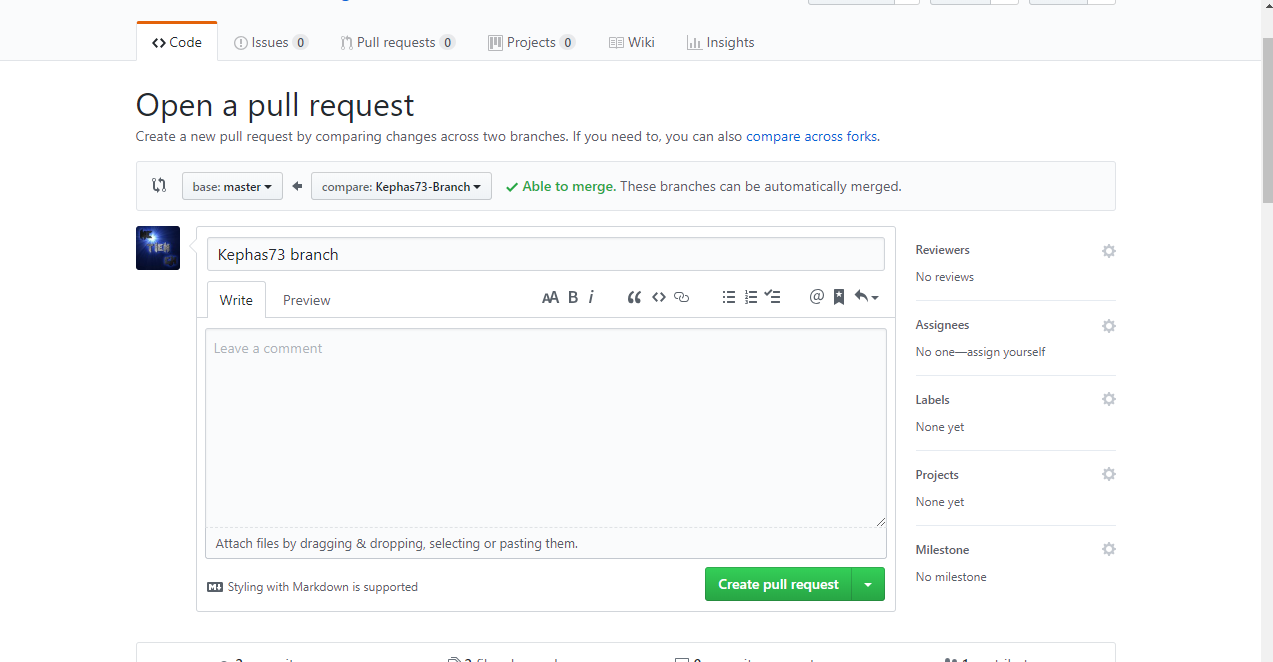 Code Issues 0 Pull requests 0 Projects 0 Wiki Insights
Open a pull request
Create a new pull request by comparing changes across two branches. If you need to, you can also compare across forks.
base: master compare: Kephas73-Branch Able to merge. These branches can be automatically merged.
Kephas73 branch
Write Preview
AA B i
Leave a comment
Attach files by dragging & dropping, selecting or pasting them.
Styling with Markdown is supported
Create pull request
Reviewers
No reviews
Assignees
No one—assign yourself
Labels
None yet
Projects
None yet
Milestone
No milestone